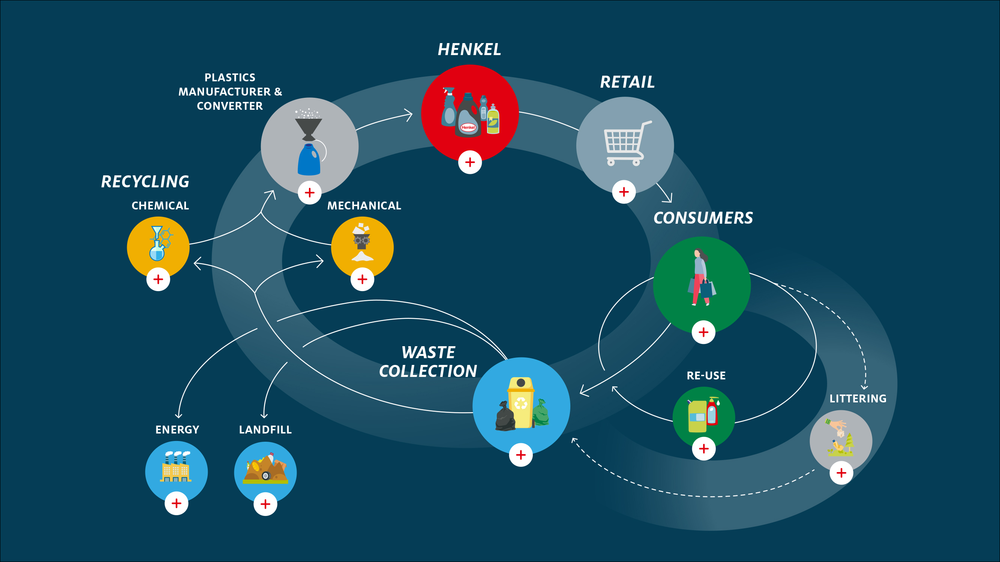 HENKEL
PLASTICS
MANUFACTURER &
CONVERTER
RETAIL
Henkel
RECYCLING
CHEMICAL
MECHANICAL
CONSUMERS
WASTE
COLLECTION
RE-USE
LITTERING
ENERGY
LANDFILL